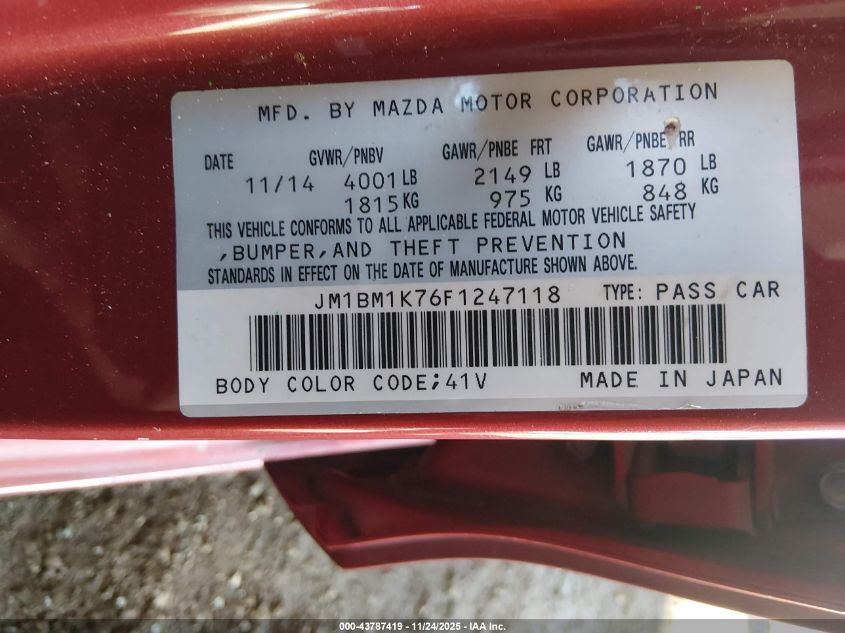 MFD. BY MAZDA MOTOR CORPORATION
DATE GVWR/PNBV GAWR/PNBE FRT GAWR/PNBE RR
11/14 4001 LB 2149 LB 1870 LB
1815 KG 975 KG 848 KG
THIS VEHICLE CONFORMS TO ALL APPLICABLE FEDERAL MOTOR VEHICLE SAFETY
,BUMPER,AND THEFT PREVENTION
STANDARDS IN EFFECT ON THE DATE OF MANUFACTURE SHOWN ABOVE.
JM1BM1K76F1247118 TYPE: PASS CAR
BODY COLOR CODE;41V MADE IN JAPAN
000-43787419 - 11/24/2025 - IAA Inc.